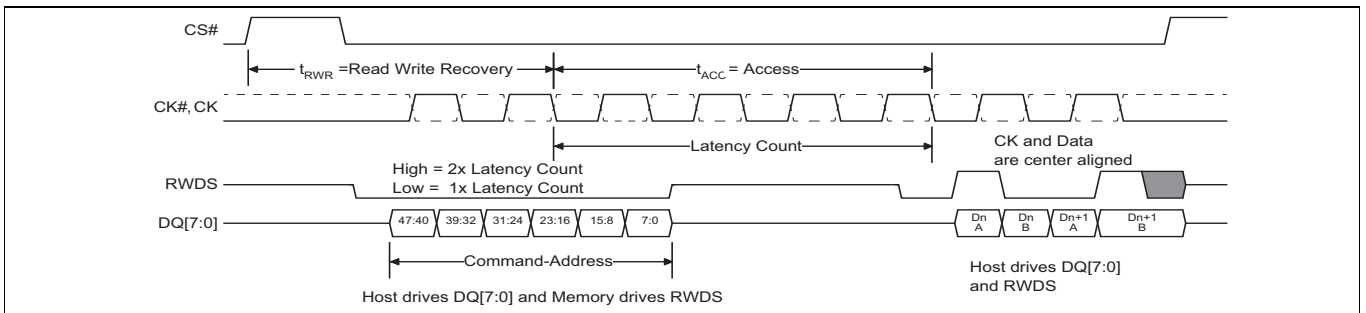 CS#
tRWR =Read Write Recovery
tACC = Access
CK#, CK
Latency Count
CK and Data
are center aligned
High = 2x Latency Count
Low = 1x Latency Count
RWDS
DQ[7:0]
47:40 39:32 31:24 23:16 15:8 7:0
Dn A
Dn B
Dn+1 A
Dn+1 B
Command-Address
Host drives DQ[7:0]
and RWDS
Host drives DQ[7:0] and Memory drives RWDS